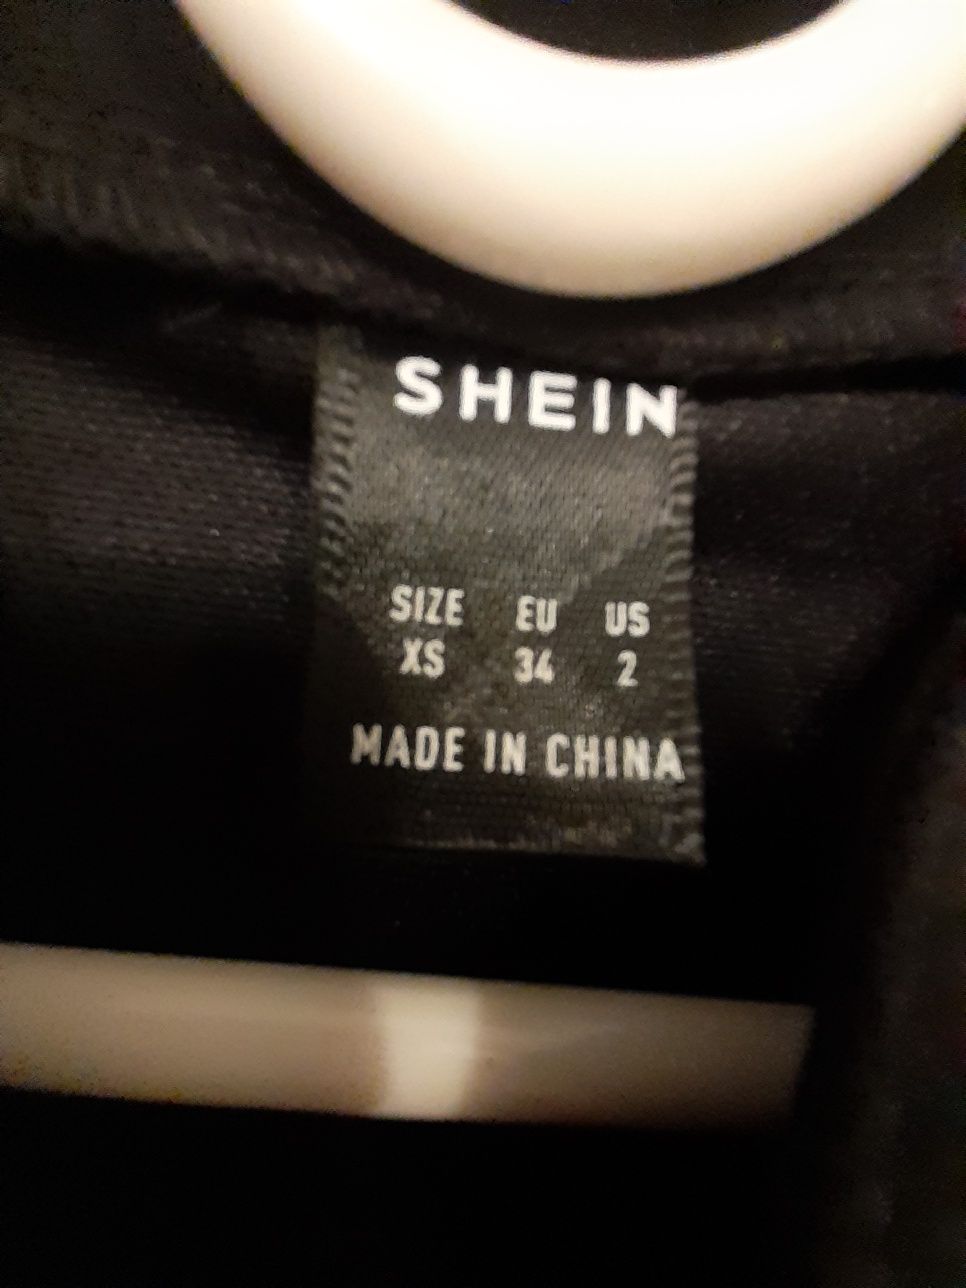 SHEIN
SIZE EU US
XS 34 2
MADE IN CHINA